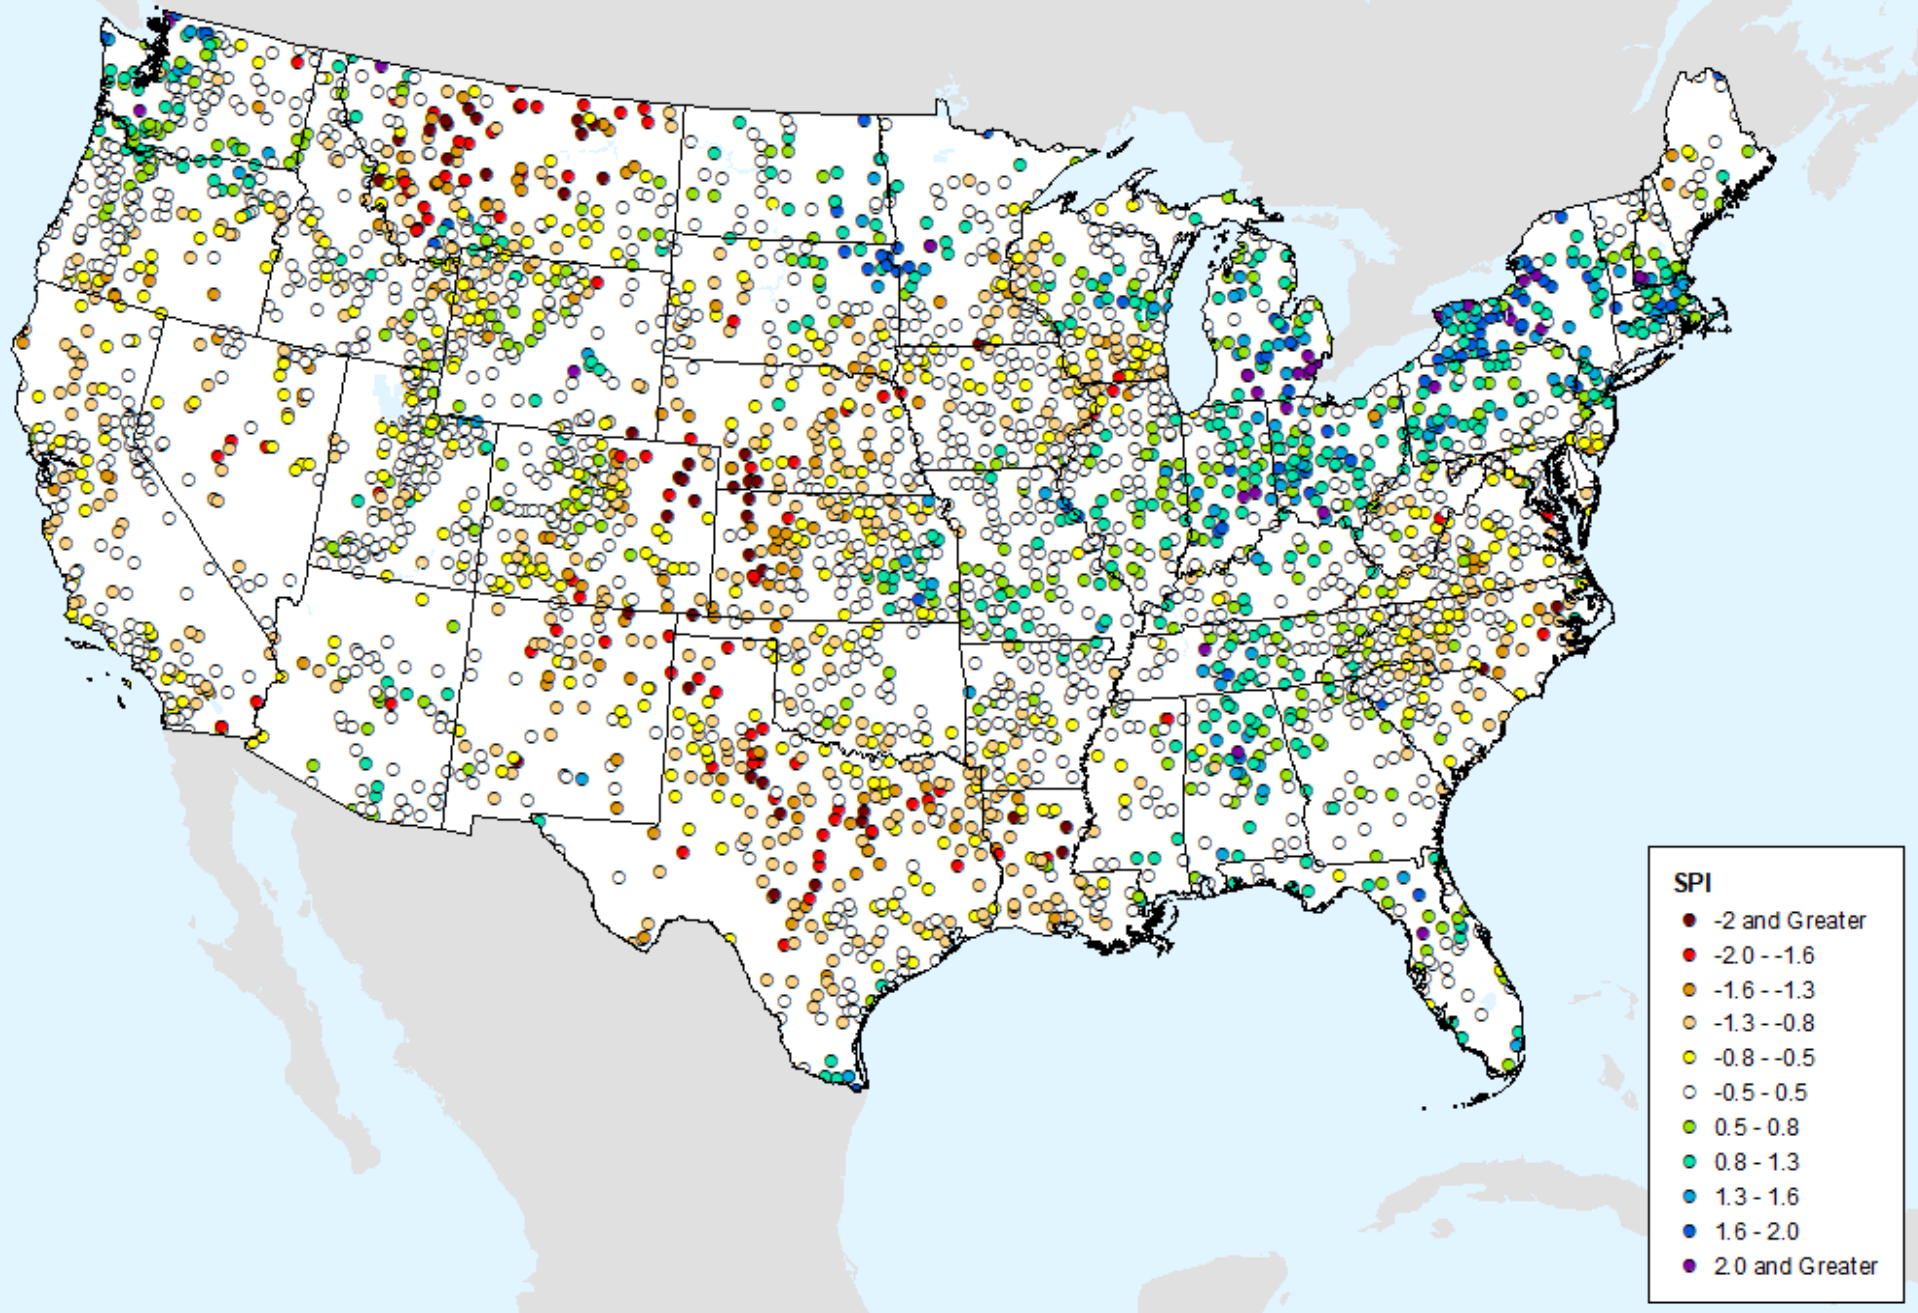 SPI
-2 and Greater
-2.0 - -1.6
-1.6 - -1.3
-1.3 - -0.8
-0.8 - -0.5
-0.5 - 0.5
0.5 - 0.8
0.8 - 1.3
1.3 - 1.6
1.6 - 2.0
2.0 and Greater